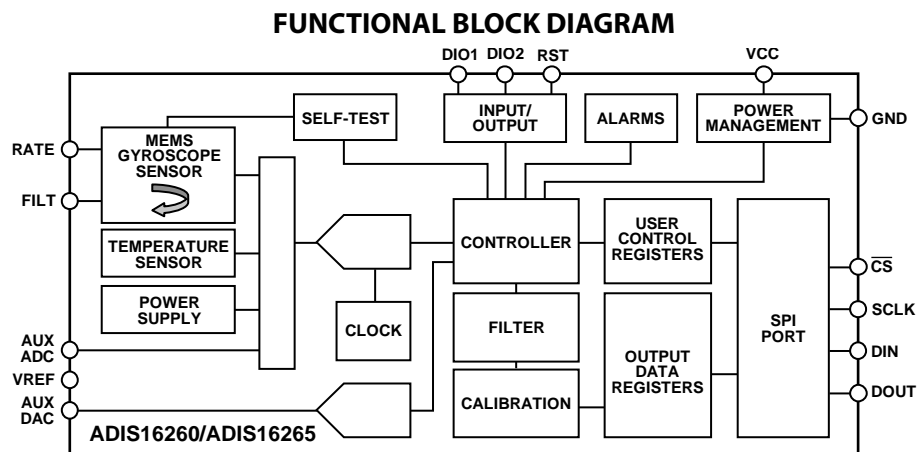 FUNCTIONAL BLOCK DIAGRAM
DIO1 DIO2 RST VCC
SELF-TEST
INPUT/
OUTPUT
ALARMS
POWER
MANAGEMENT
GND
RATE
FILT
MEMS
GYROSCOPE
SENSOR
TEMPERATURE
SENSOR
POWER
SUPPLY
CLOCK
CONTROLLER
FILTER
CALIBRATION
USER
CONTROL
REGISTERS
OUTPUT
DATA
REGISTERS
SPI
PORT
CS
SCLK
DIN
DOUT
AUX
ADC
VREF
AUX
DAC
ADIS16260/ADIS16265